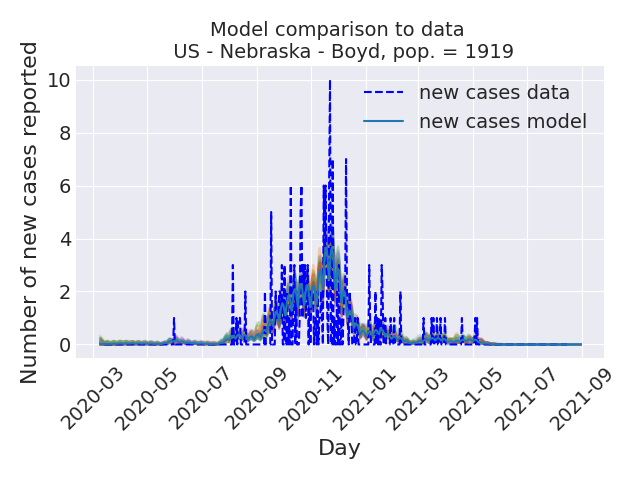 Model comparison to data
US - Nebraska - Boyd, pop. = 1919
Number of new cases reported
10
8
6
4
2
0
new cases data
new cases model
2020-03
2020-05
2020-07
2020-09
2020-11
2021-01
2021-03
2021-05
2021-07
2021-09
Day